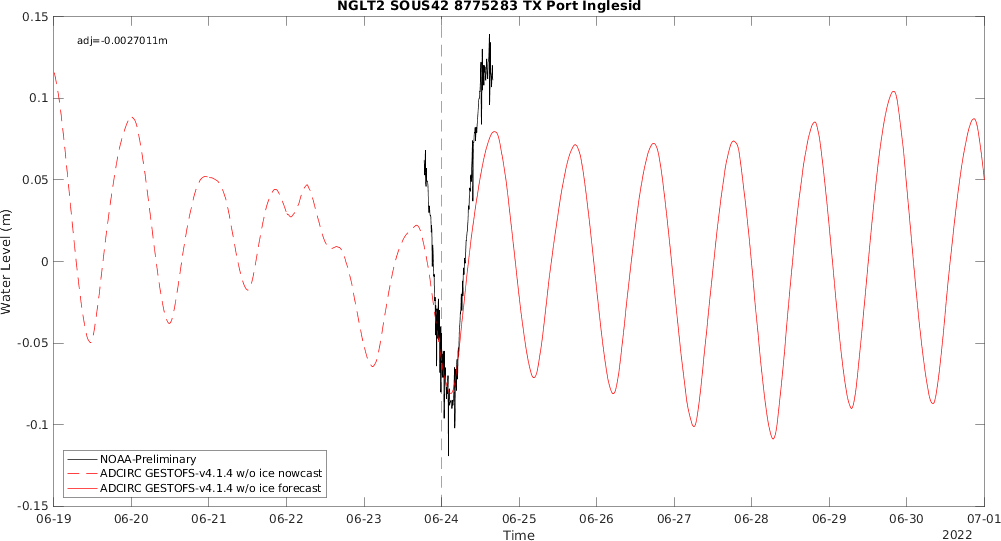 NGLT2 SOUS42 8775283 TX Port Inglesid
adj=-0.0027011m
Water Level (m)
0.15
0.1
0.05
0
-0.05
-0.1
-0.15
NOAA-Preliminary
ADCIRC GESTOFS-v4.1.4 w/o ice nowcast
ADCIRC GESTOFS-v4.1.4 w/o ice forecast
06-19 06-20 06-21 06-22 06-23 06-24 06-25 06-26 06-27 06-28 06-29 06-30 07-01
Time
2022